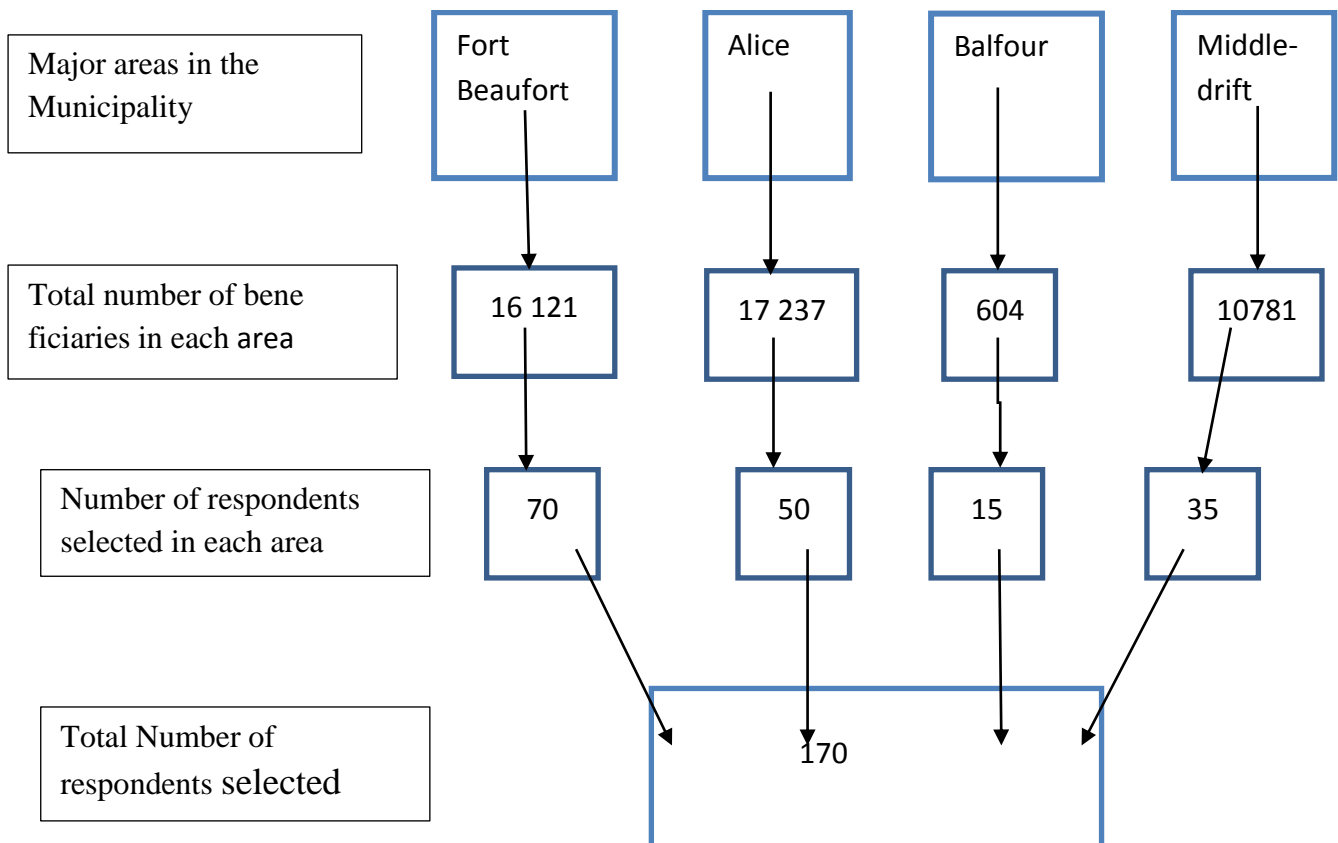 Major areas in the
Municipality
Fort
Beaufort
Alice
Balfour
Middle-
drift
Total number of bene
ficiaries in each area
16 121
17 237
604
10781
Number of respondents
selected in each area
70
50
15
35
Total Number of
respondents selected
170